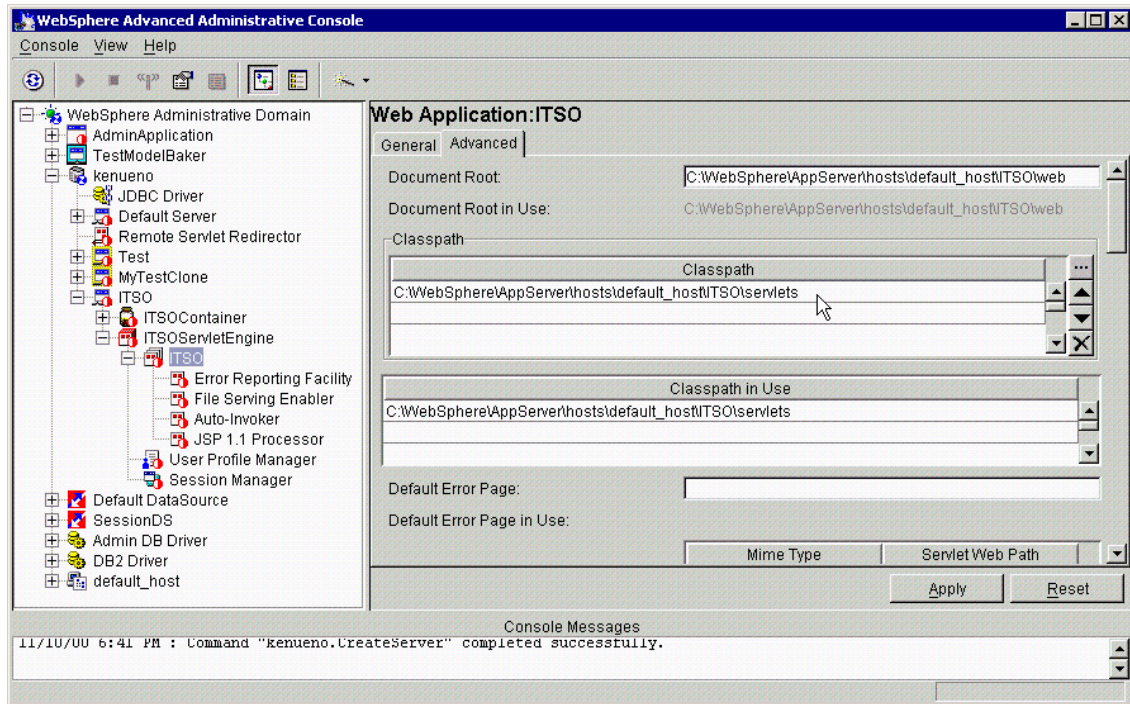 WebSphere Advanced Administrative Console
Console View Help
WebSphere Administrative Domain
AdminApplication
TestModelBaker
kenueno
JDBC Driver
Default Server
Remote Servlet Redirector
Test
MyTestClone
ITSO
ITSOContainer
ITSOServletEngine
ITSO
Error Reporting Facility
File Serving Enabler
Auto-Invoker
JSP 1.1 Processor
User Profile Manager
Session Manager
Default DataSource
SessionDS
Admin DB Driver
DB2 Driver
default_host
Web Application:ITSO
General Advanced
Document Root: C:\WebSphere\AppServer\hosts\default_host\ITSO\web
Document Root in Use: C:\WebSphere\AppServer\hosts\default_host\ITSO\web
Classpath
Classpath
...
C:\WebSphere\AppServer\hosts\default_host\ITSO\servlets
Classpath in Use
C:\WebSphere\AppServer\hosts\default_host\ITSO\servlets
Default Error Page:
Default Error Page in Use:
Mime Type Servlet Web Path
Apply Reset
Console Messages
11/10/00 6:41 PM : Command "kenueno.CreateServer" completed successfully.